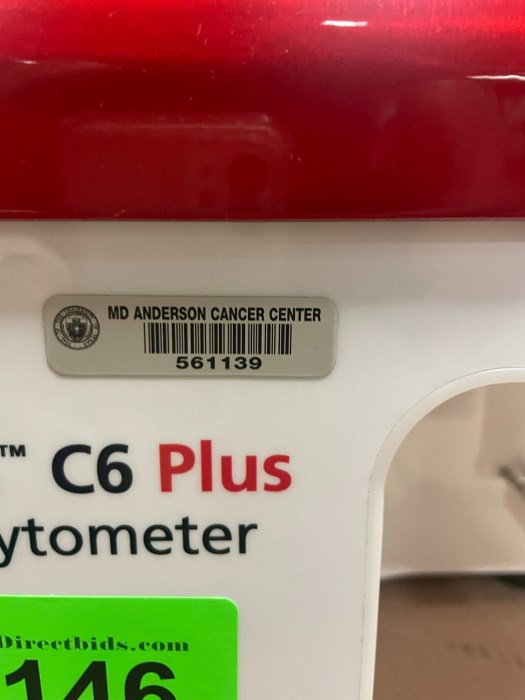 MD ANDERSON CANCER CENTER
561139
™ C6 Plus
ytometer
Directbids.com
146